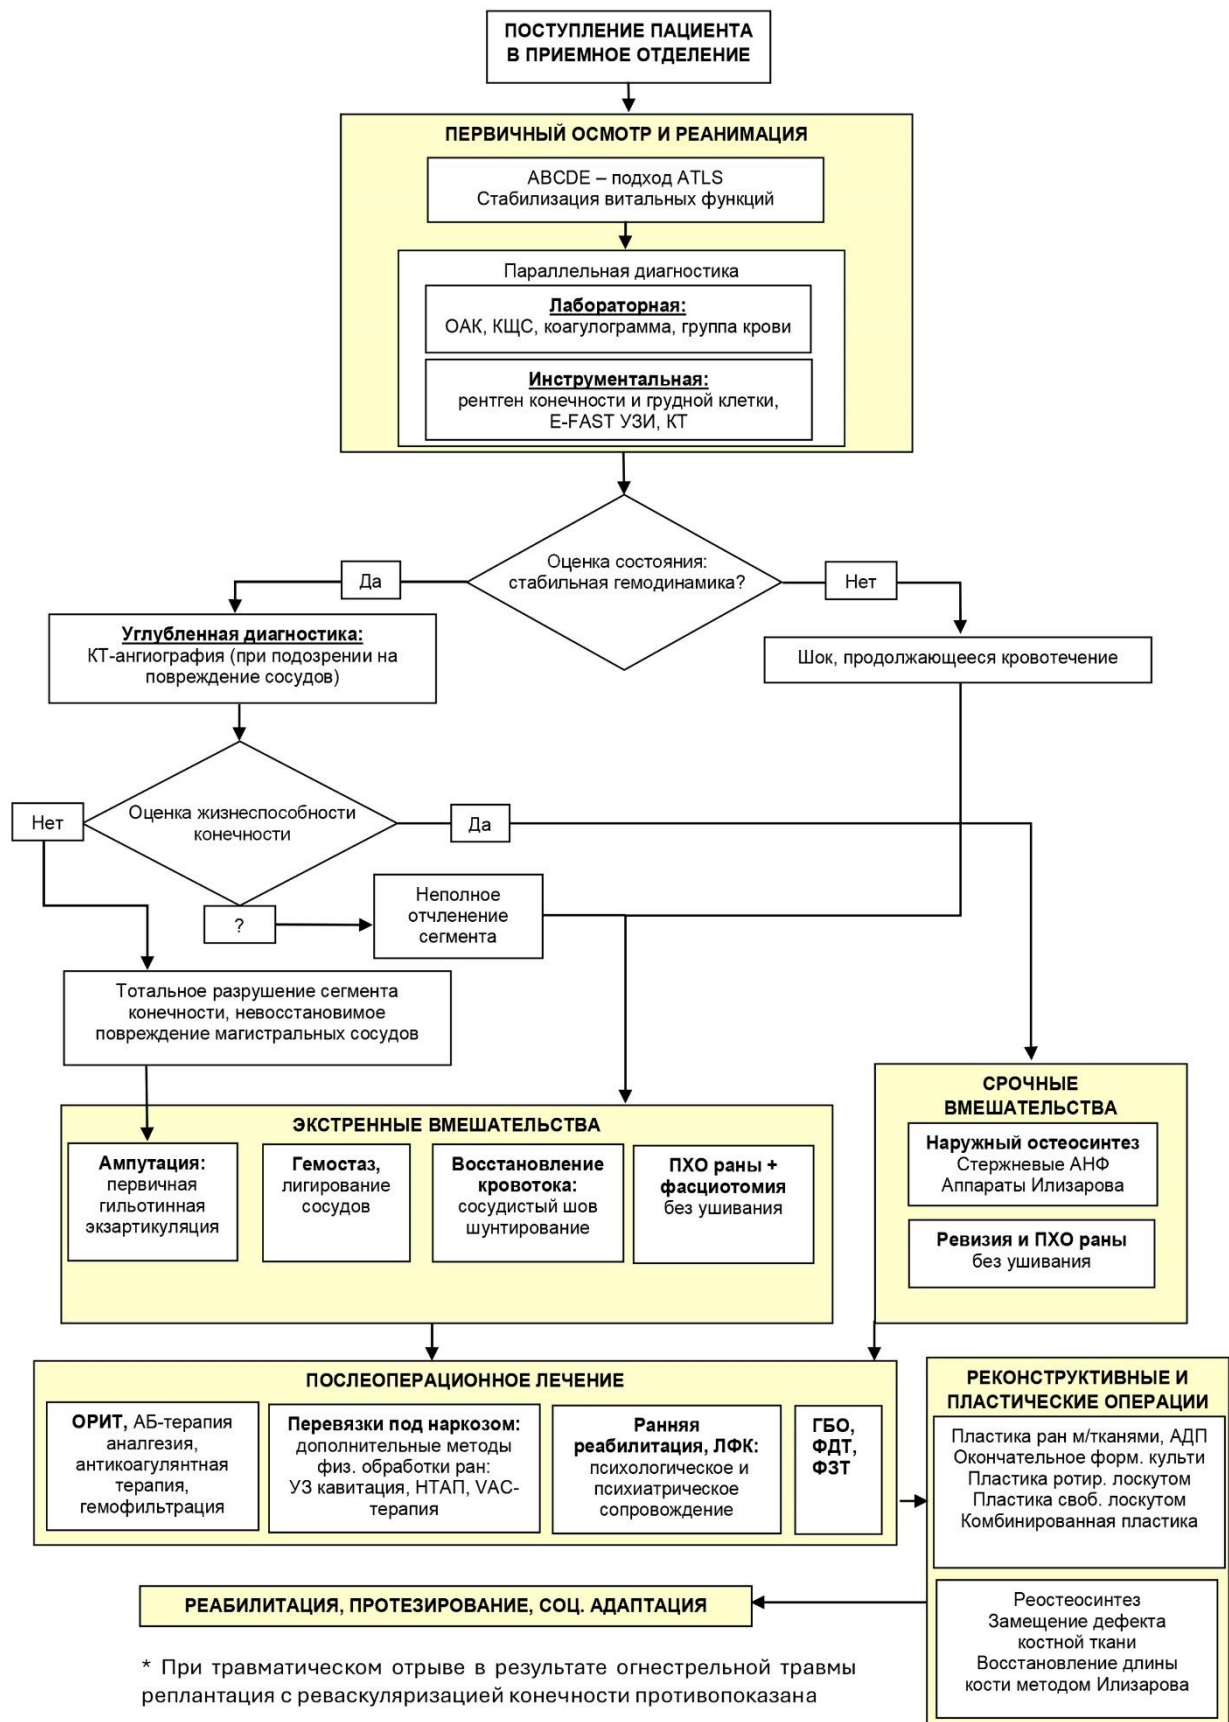 ПОСТУПЛЕНИЕ ПАЦИЕНТА
В ПРИЕМНОЕ ОТДЕЛЕНИЕ
ПЕРВИЧНЫЙ ОСМОТР И РЕАНИМАЦИЯ
ABCDE – подход ATLS
Стабилизация витальных функций
Параллельная диагностика
Лабораторная:
ОАК, КЩС, коагулограмма, группа крови
Инструментальная:
рентген конечности и грудной клетки,
E-FAST УЗИ, КТ
Оценка состояния:
стабильная гемодинамика?
Да
Нет
Углубленная диагностика:
КТ-ангиография (при подозрении на
повреждение сосудов)
Шок, продолжающееся кровотечение
Оценка жизнеспособности
конечности
Нет
Да
?
Неполное
отчленение
сегмента
Тотальное разрушение сегмента
конечности, невосстановимое
повреждение магистральных сосудов
ЭКСТРЕННЫЕ ВМЕШАТЕЛЬСТВА
Ампутация:
первичная
гильотинная
экзартикуляция
Гемостаз,
лигирование
сосудов
Восстановление
кровотока:
сосудистый шов
шунтирование
ПХО раны +
фасциотомия
без ушивания
СРОЧНЫЕ
ВМЕШАТЕЛЬСТВА
Наружный остеосинтез
Стержневые АНФ
Аппараты Илизарова
Ревизия и ПХО раны
без ушивания
ПОСЛЕОПЕРАЦИОННОЕ ЛЕЧЕНИЕ
ОРИТ, АБ-терапия
аналгезия,
антикоагулянтная
терапия,
гемофильтрация
Перевязки под наркозом:
дополнительные методы
физ. обработки ран:
УЗ кавитация, НТАП, VAC-
терапия
Ранняя
реабилитация, ЛФК:
психологическое и
психиатрическое
сопровождение
ГБО,
ФДТ,
ФЗТ
РЕКОНСТРУКТИВНЫЕ И
ПЛАСТИЧЕСКИЕ ОПЕРАЦИИ
Пластика ран м/тканями, АДП
Окончательное форм. культи
Пластика ротир. лоскутом
Пластика своб. лоскутом
Комбинированная пластика
Реостеосинтез
Замещение дефекта
костной ткани
Восстановление длины
кости методом Илизарова
РЕАБИЛИТАЦИЯ, ПРОТЕЗИРОВАНИЕ, СОЦ. АДАПТАЦИЯ
* При травматическом отрыве в результате огнестрельной травмы
реплантация с реваскуляризацией конечности противопоказана